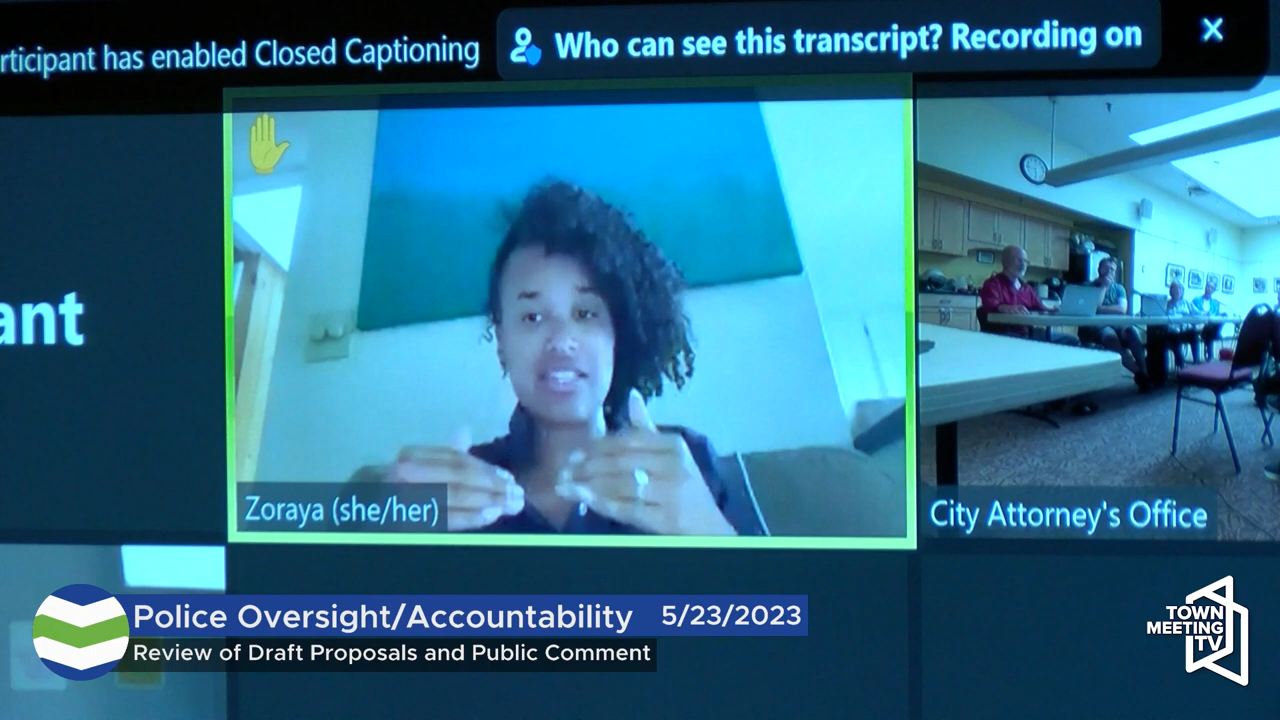 rticipant has enabled Closed Captioning
Who can see this transcript? Recording on
ant
Zoraya (she/her)
City Attorney's Office
Police Oversight/Accountability 5/23/2023
Review of Draft Proposals and Public Comment
TOWN
MEETING
TV